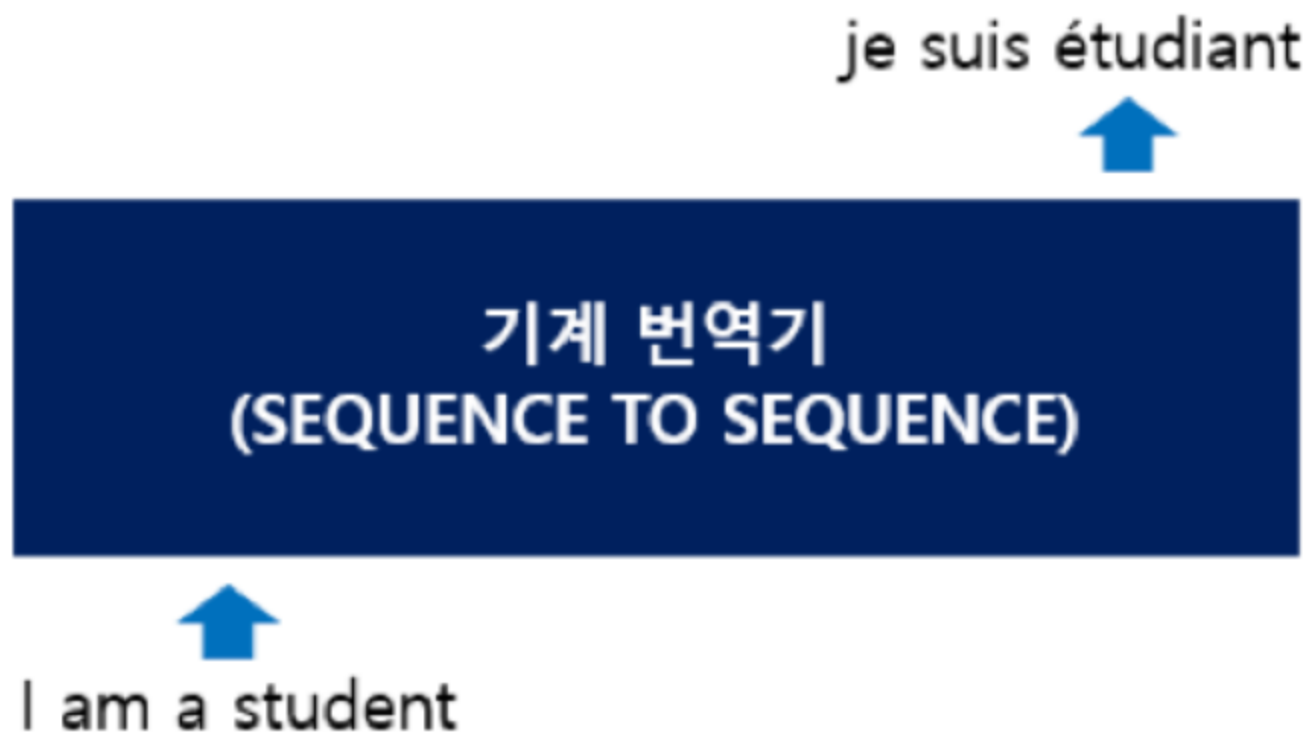 je suis étudiant
기계 번역기
(SEQUENCE TO SEQUENCE)
I am a student